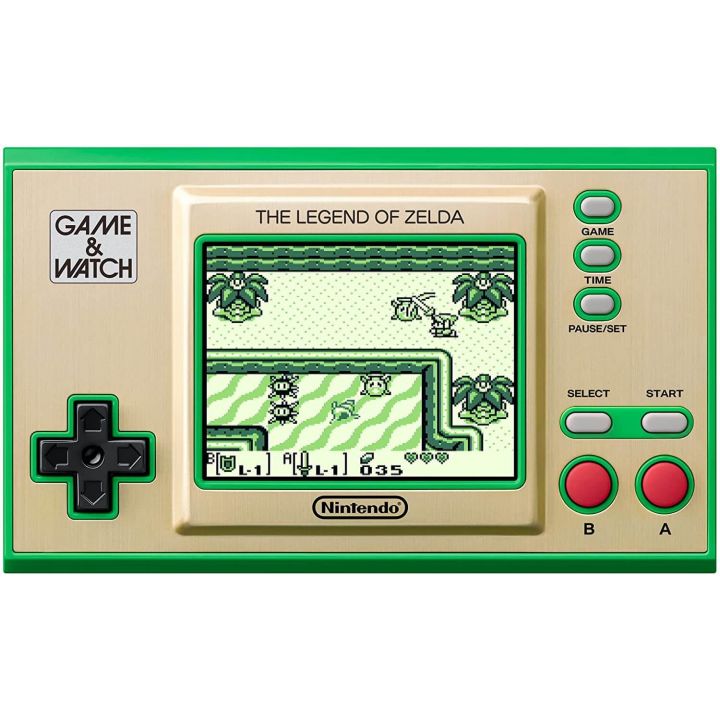 GAME
&
WATCH
THE LEGEND OF ZELDA
GAME
TIME
PAUSE/SET
SELECT START
B[L-1] A[L-1] 035
Nintendo
B A